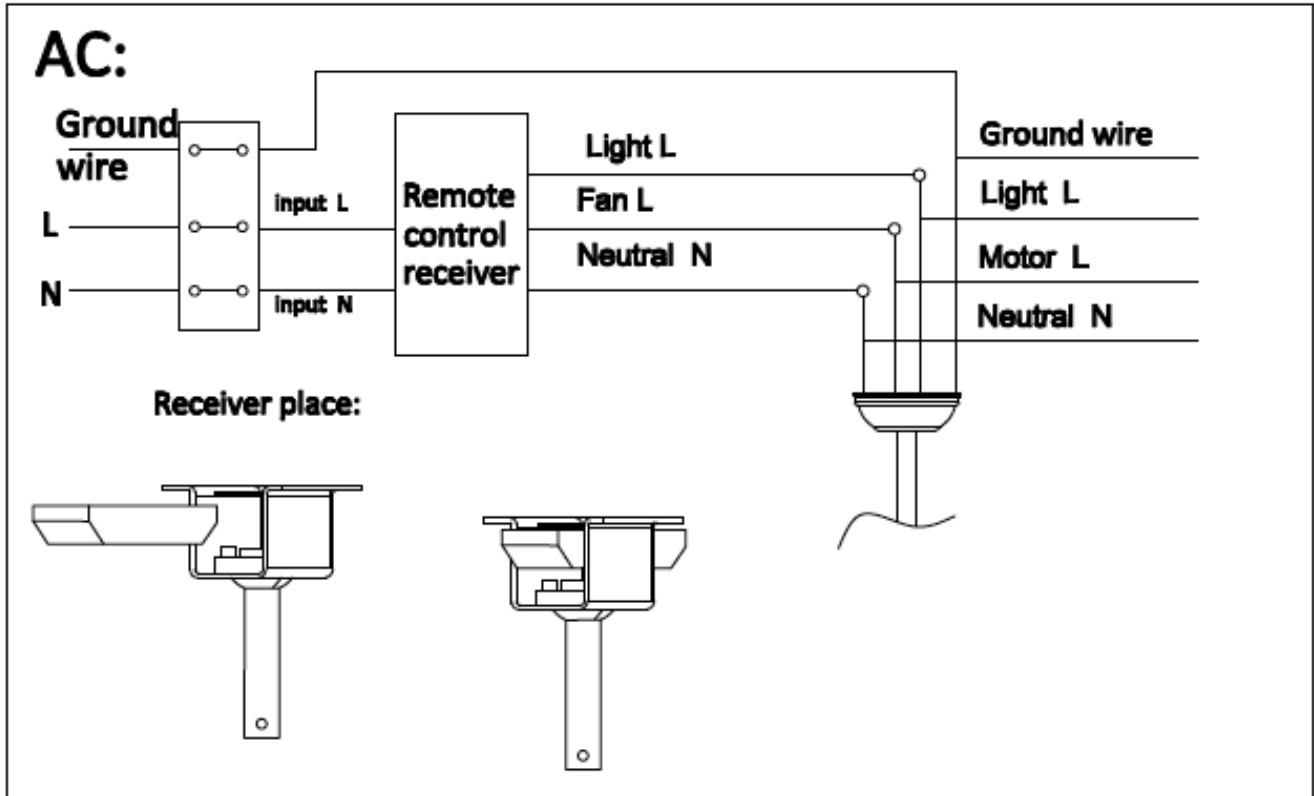 AC:
Ground
wire
L
N
input L
input N
Remote
control
receiver
Light L
Fan L
Neutral N
Ground wire
Light L
Motor L
Neutral N
Receiver place: